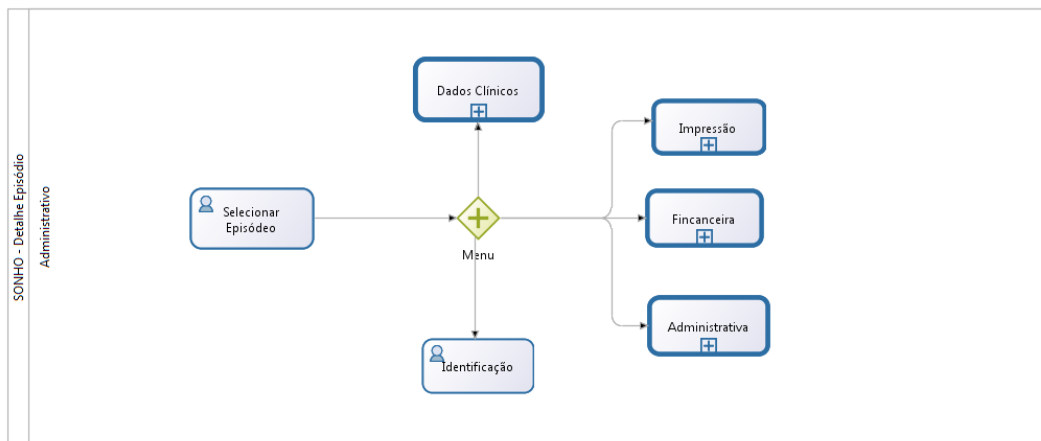 SONHO - Detalhe Episódio
Administrativo
Selecionar
Episódeo
Menu
Dados Clínicos
Identificação
Impressão
Fincanceira
Administrativa